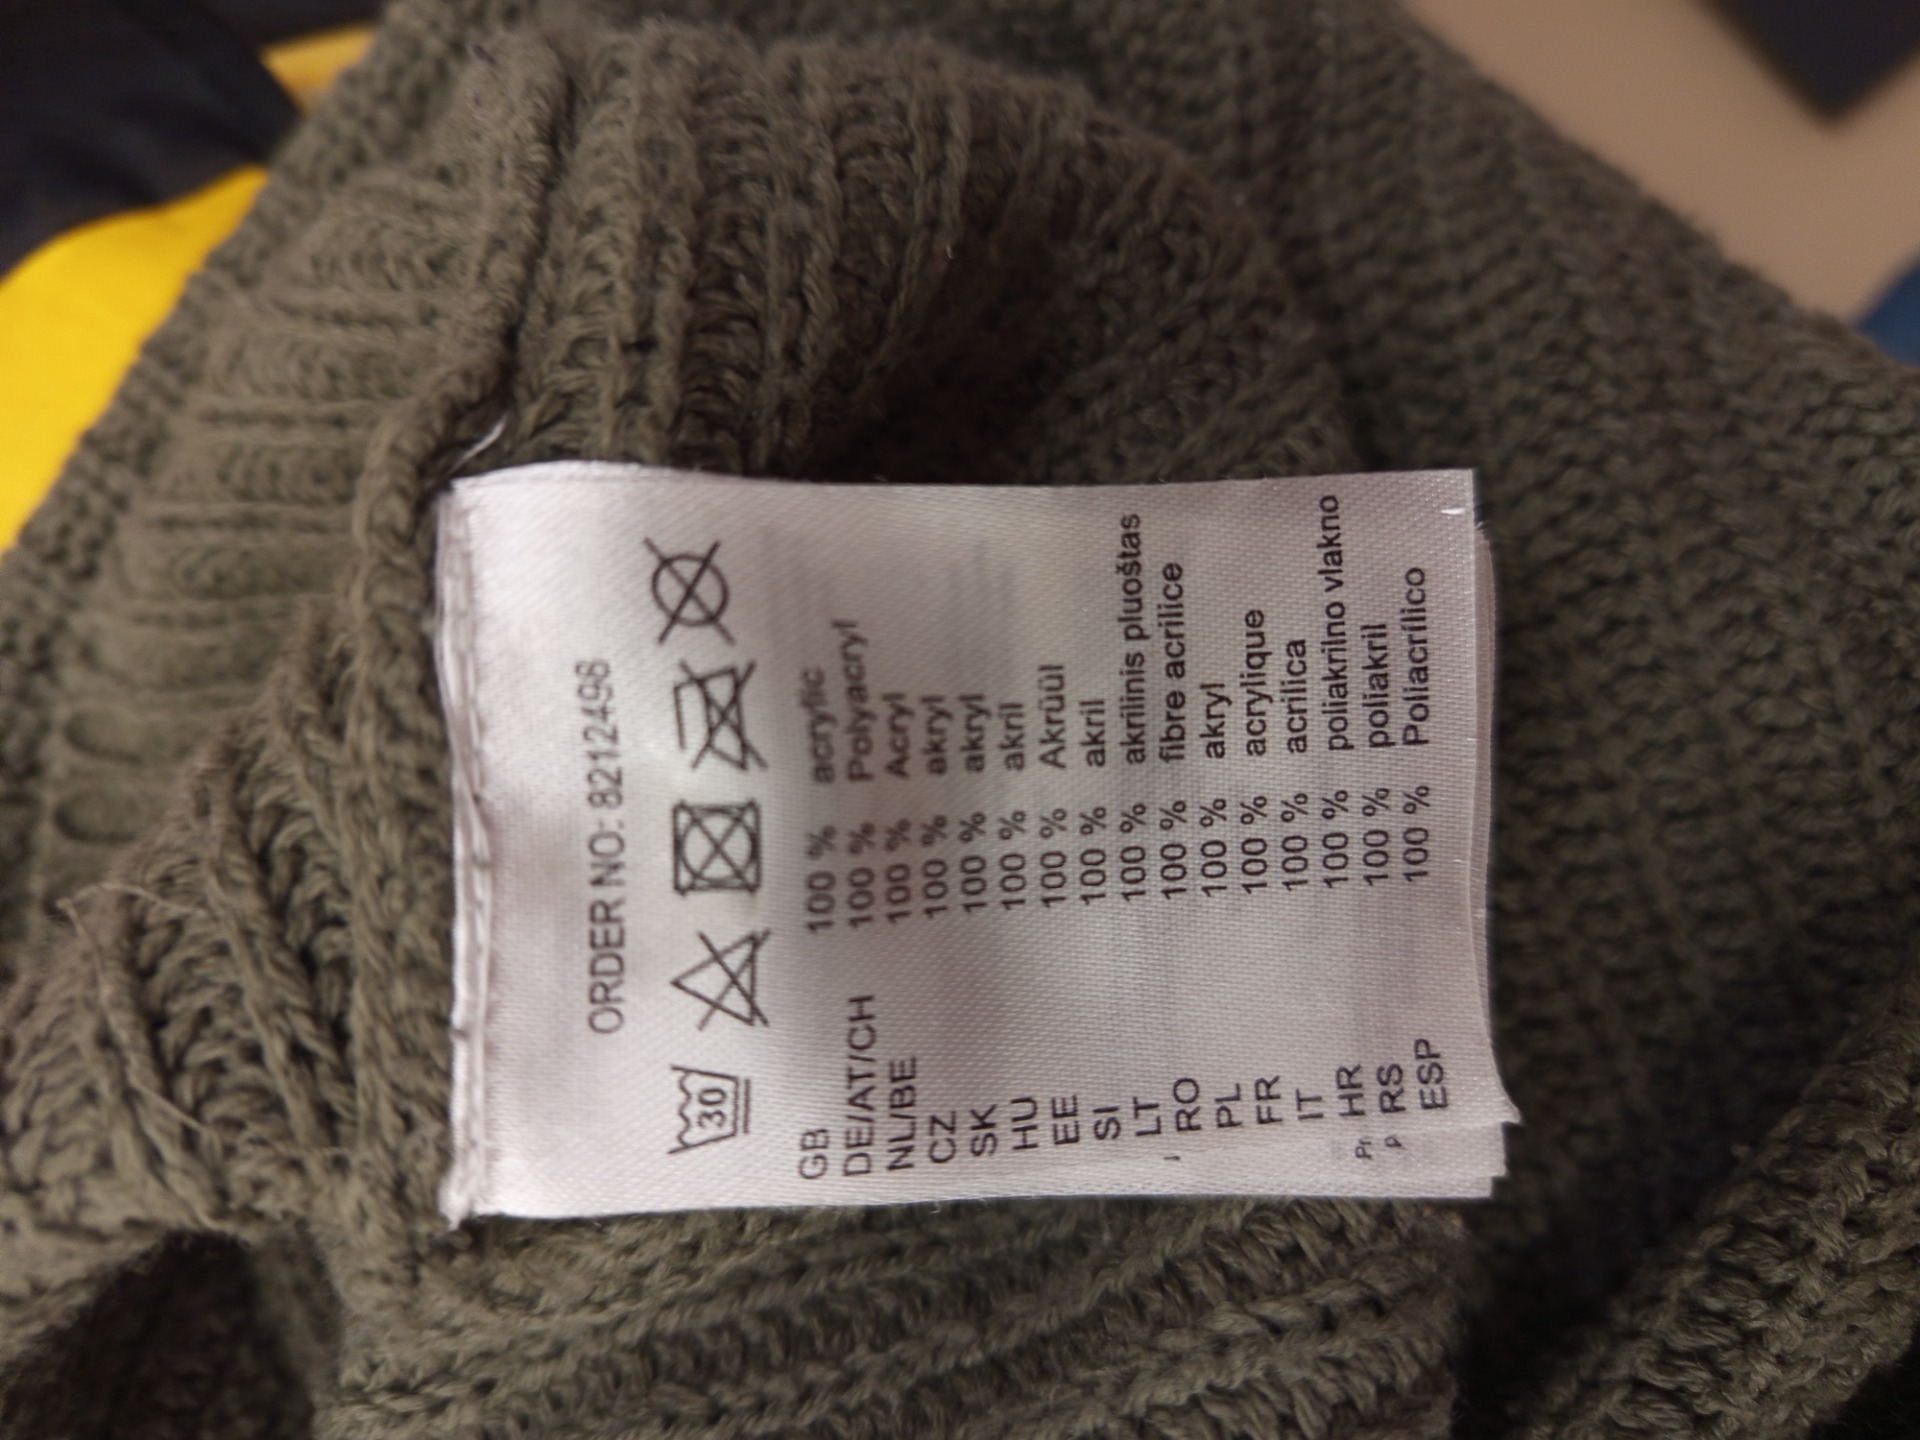 ORDER NO: 82124498
30
GB 100 % acrylic
DE/AT/CH 100 % Polyacryl
NL/BE 100 % Acryl
CZ 100 % akryl
SK 100 % akryl
HU 100 % akril
EE 100 % Akrüül
SI 100 % akril
LT 100 % akrilinis pluoštas
RO 100 % fibre acrilice
PL 100 % akryl
FR 100 % acrylique
IT 100 % acrilica
HR 100 % poliakrilno vlakno
RS 100 % poliakril
ESP 100 % Poliacrílico